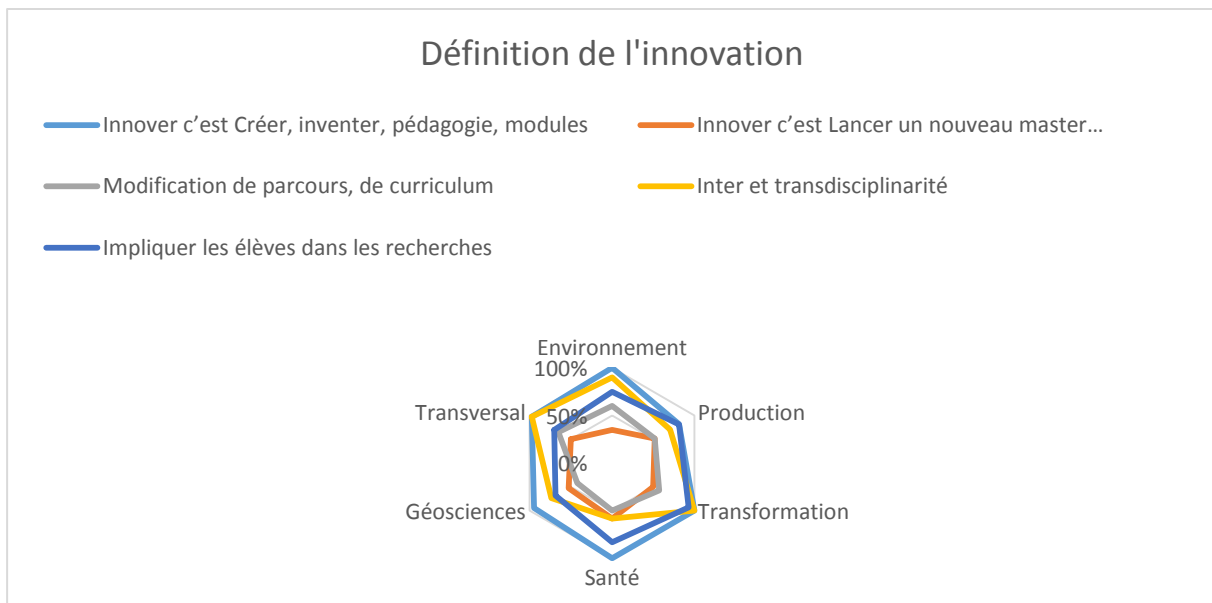 Définition de l'innovation
Innover c’est Créer, inventer, pédagogie, modules
Innover c’est Lancer un nouveau master…
Modification de parcours, de curriculum
Inter et transdisciplinarité
Impliquer les élèves dans les recherches
Environnement
100%
Transversal
50%
Production
0%
Géosciences
Transformation
Santé